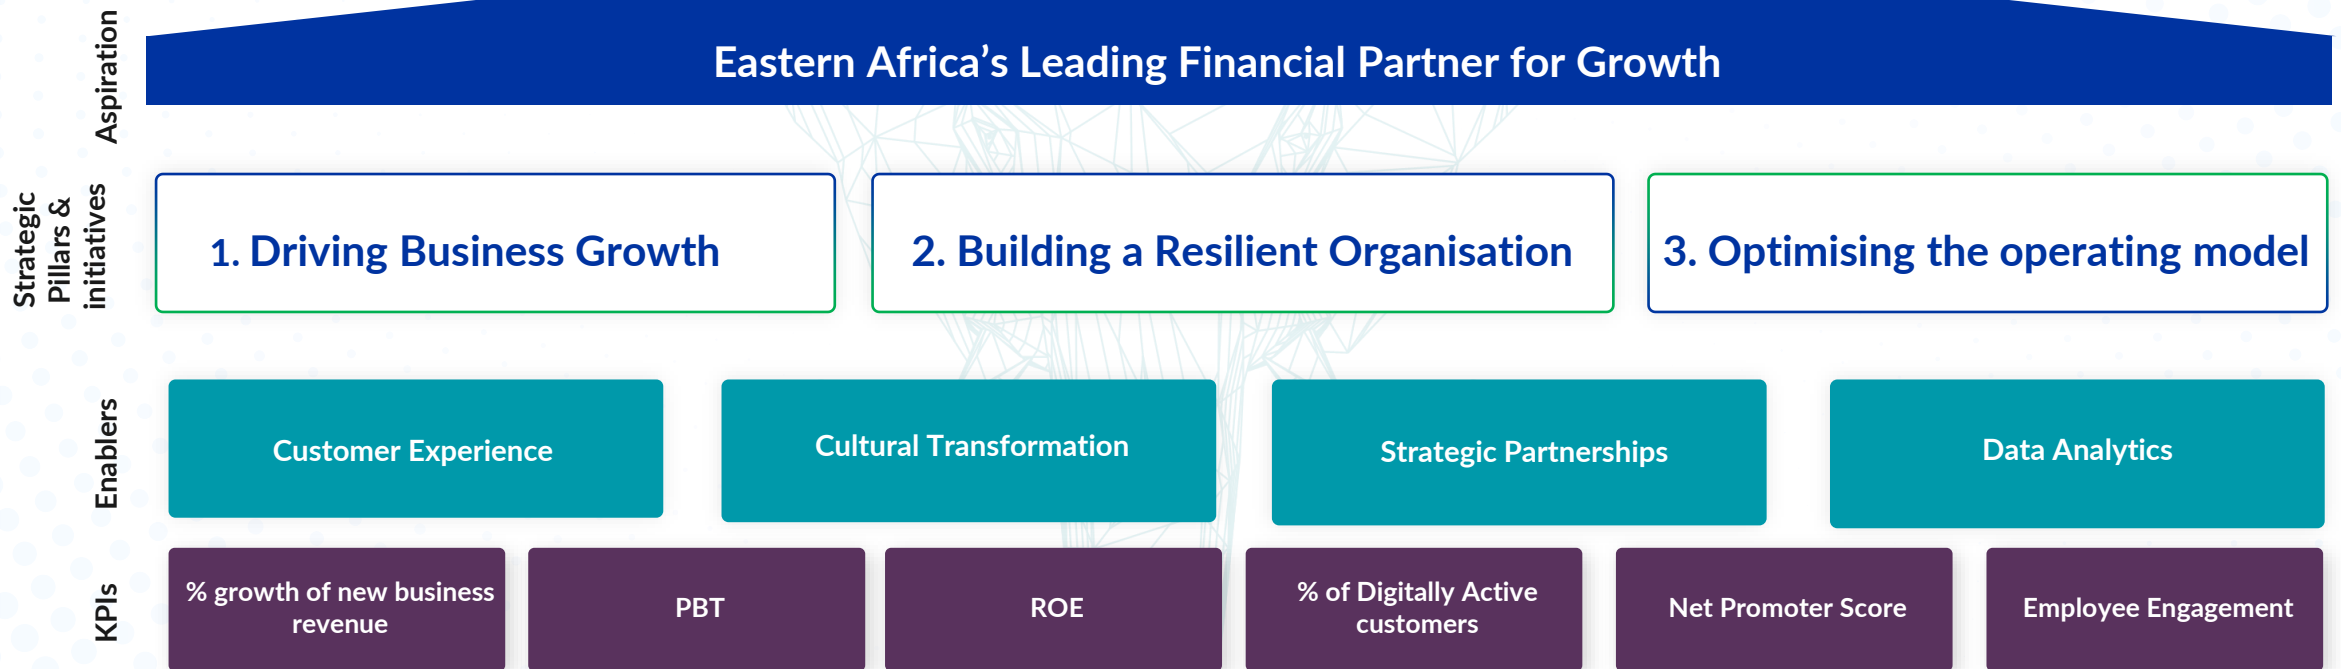 Aspiration
Eastern Africa’s Leading Financial Partner for Growth
Strategic
Pillars &
initiatives
1. Driving Business Growth
2. Building a Resilient Organisation
3. Optimising the operating model
Enablers
Customer Experience
Cultural Transformation
Strategic Partnerships
Data Analytics
KPIs
% growth of new business
revenue
PBT
ROE
% of Digitally Active
customers
Net Promoter Score
Employee Engagement